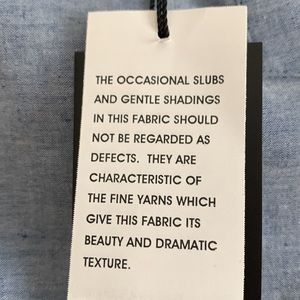 THE OCCASIONAL SLUBS
AND GENTLE SHADINGS
IN THIS FABRIC SHOULD
NOT BE REGARDED AS
DEFECTS. THEY ARE
CHARACTERISTIC OF
THE FINE YARNS WHICH
GIVE THIS FABRIC ITS
BEAUTY AND DRAMATIC
TEXTURE.